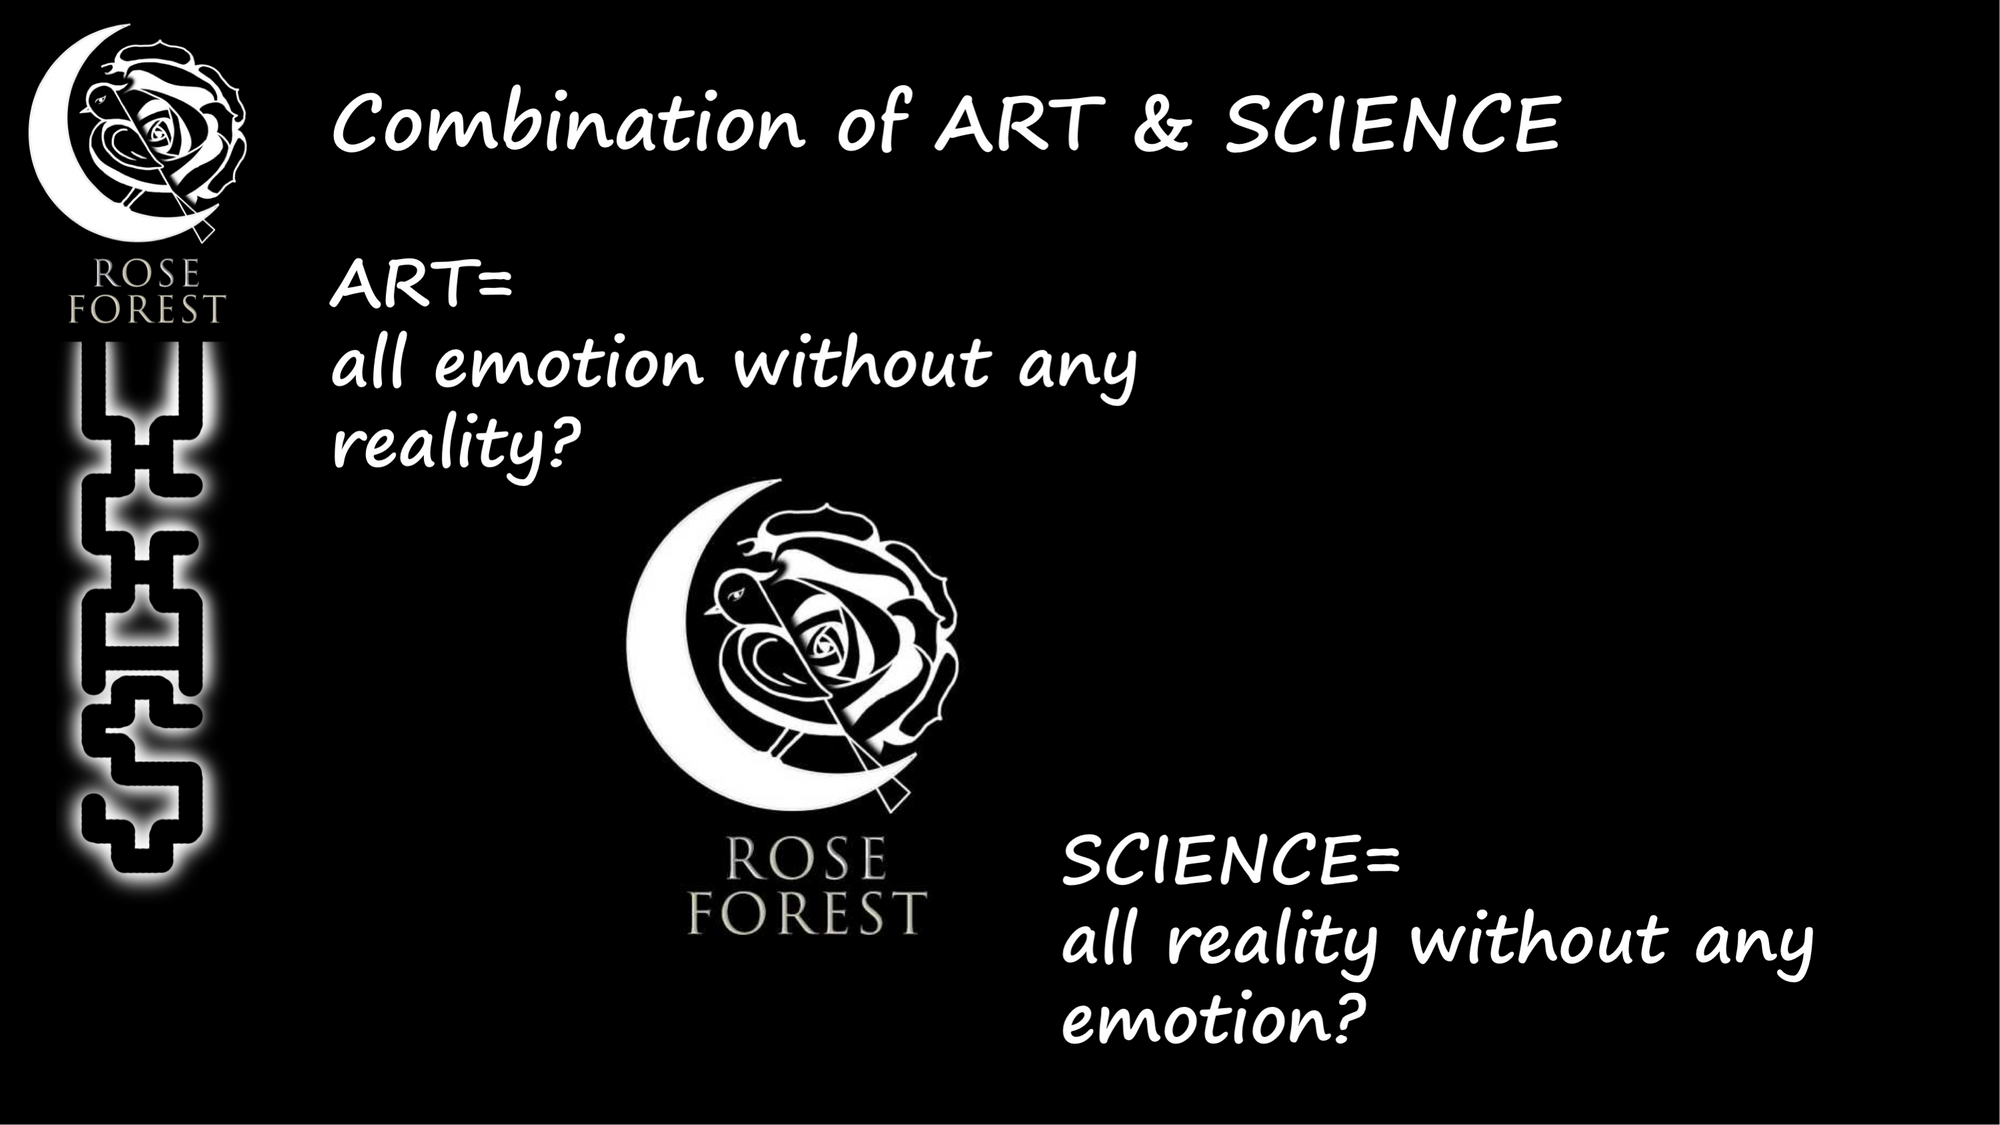 ROSE
FOREST
Combination of ART & SCIENCE
ART=
all emotion without any
reality?
ROSE
FOREST
SCIENCE=
all reality without any
emotion?